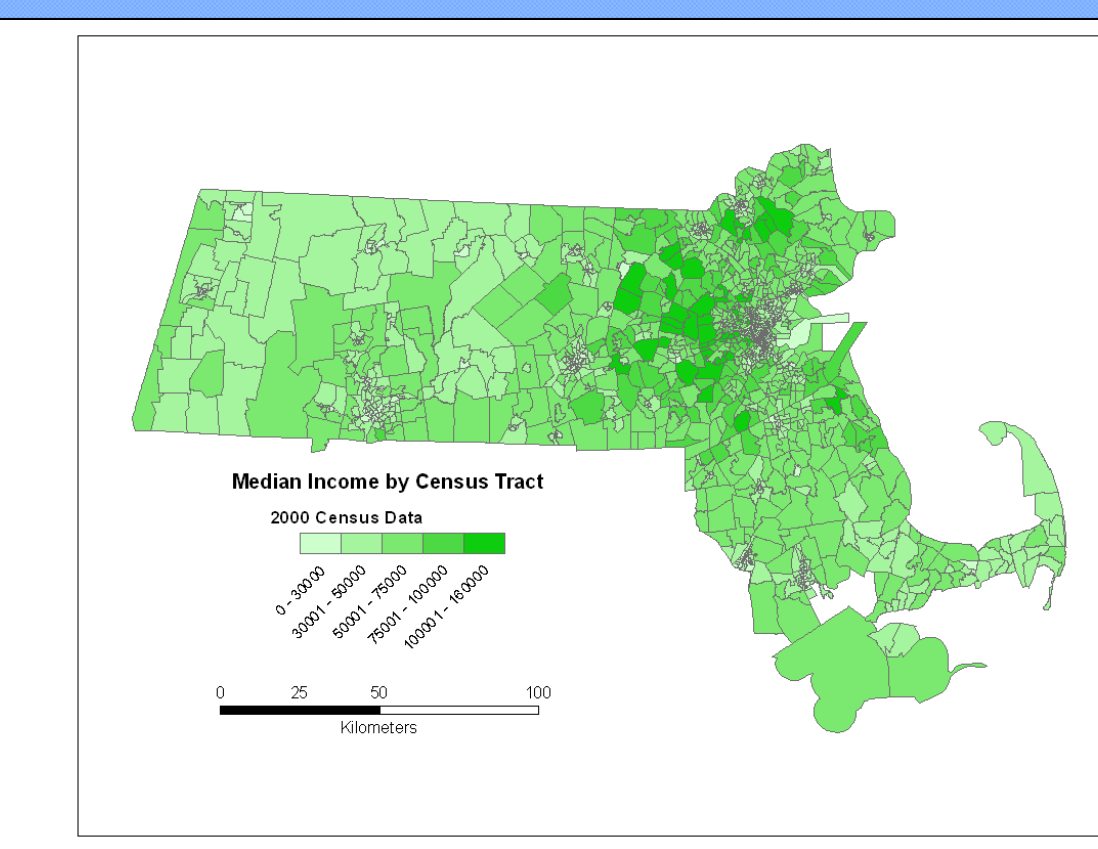 Median Income by Census Tract
2000 Census Data
0 - 30000
30001 - 50000
50001 - 75000
75001 - 100000
100001 - 160000
0 25 50 100
Kilometers